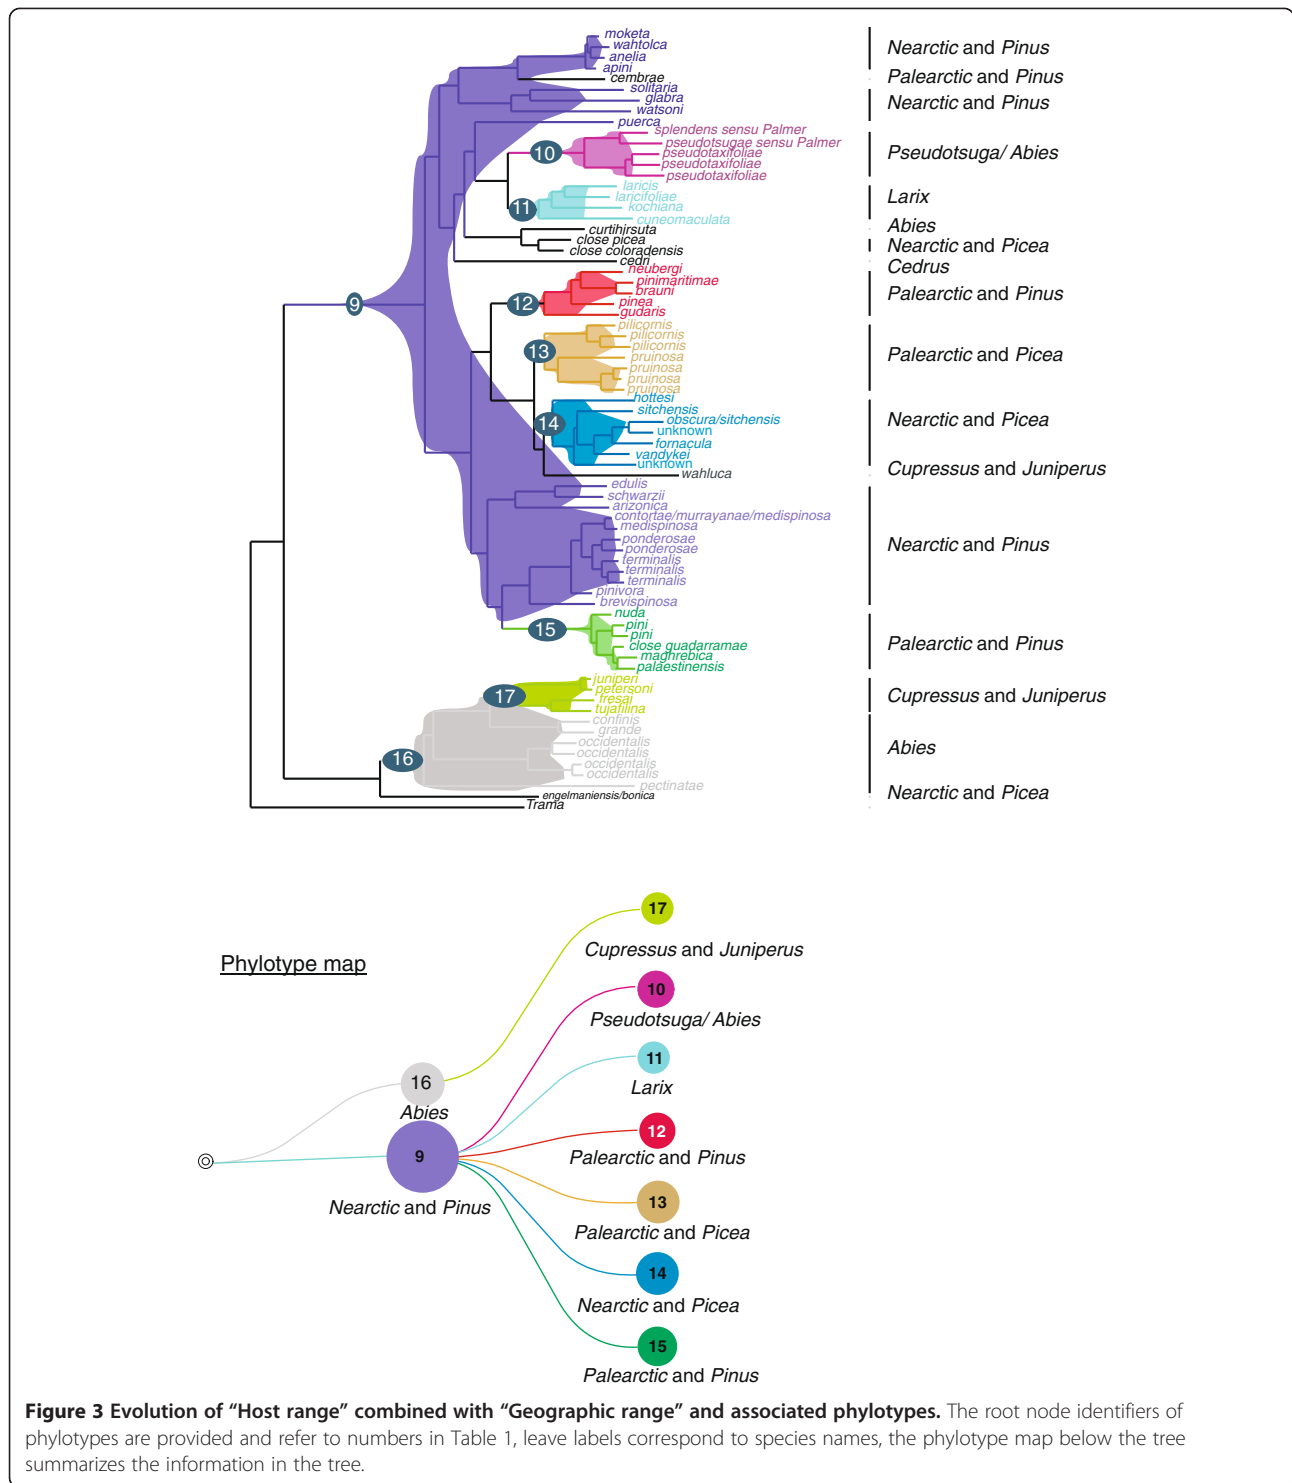 moketa
wahtolca
anelia
apini
Nearctic and Pinus
cembrae
Palearctic and Pinus
solitaria
glabra
watsoni
Nearctic and Pinus
puerca
splendens sensu Palmer
pseudotsugae sensu Palmer
pseudotaxifoliae
pseudotaxifoliae
pseudotaxifoliae
10
Pseudotsuga/ Abies
laricis
laricifoliae
kochiana
cuneomaculata
11
Larix
curtihirsuta
Abies
close picea
close coloradensis
Nearctic and Picea
cedri
Cedrus
neubergi
pinimaritimae
brauni
pinea
gudaris
9
12
Palearctic and Pinus
pilicornis
pilicornis
pilicornis
pruinosa
pruinosa
pruinosa
pruinosa
13
Palearctic and Picea
hottesi
sitchensis
obscura/sitchensis
unknown
fornacula
vandykei
unknown
14
Nearctic and Picea
wahluca
Cupressus and Juniperus
edulis
schwarzii
arizonica
contortae/murrayanae/medispinosa
medispinosa
ponderosae
ponderosae
terminalis
terminalis
terminalis
pinivora
brevispinosa
Nearctic and Pinus
nuda
pini
pini
close guadarramae
maghrebica
palaestinensis
15
Palearctic and Pinus
juniperi
petersoni
fresai
tujafilina
17
Cupressus and Juniperus
confinis
grande
occidentalis
occidentalis
occidentalis
occidentalis
pectinatae
16
Abies
engelmaniensis/bonica
Nearctic and Picea
Trama
Phylotype map
17
Cupressus and Juniperus
10
Pseudotsuga/ Abies
11
Larix
16
Abies
12
Palearctic and Pinus
9
Nearctic and Pinus
13
Palearctic and Picea
14
Nearctic and Picea
15
Palearctic and Pinus
Figure 3 Evolution of “Host range” combined with “Geographic range” and associated phylotypes. The root node identifiers of
phylotypes are provided and refer to numbers in Table 1, leave labels correspond to species names, the phylotype map below the tree
summarizes the information in the tree.